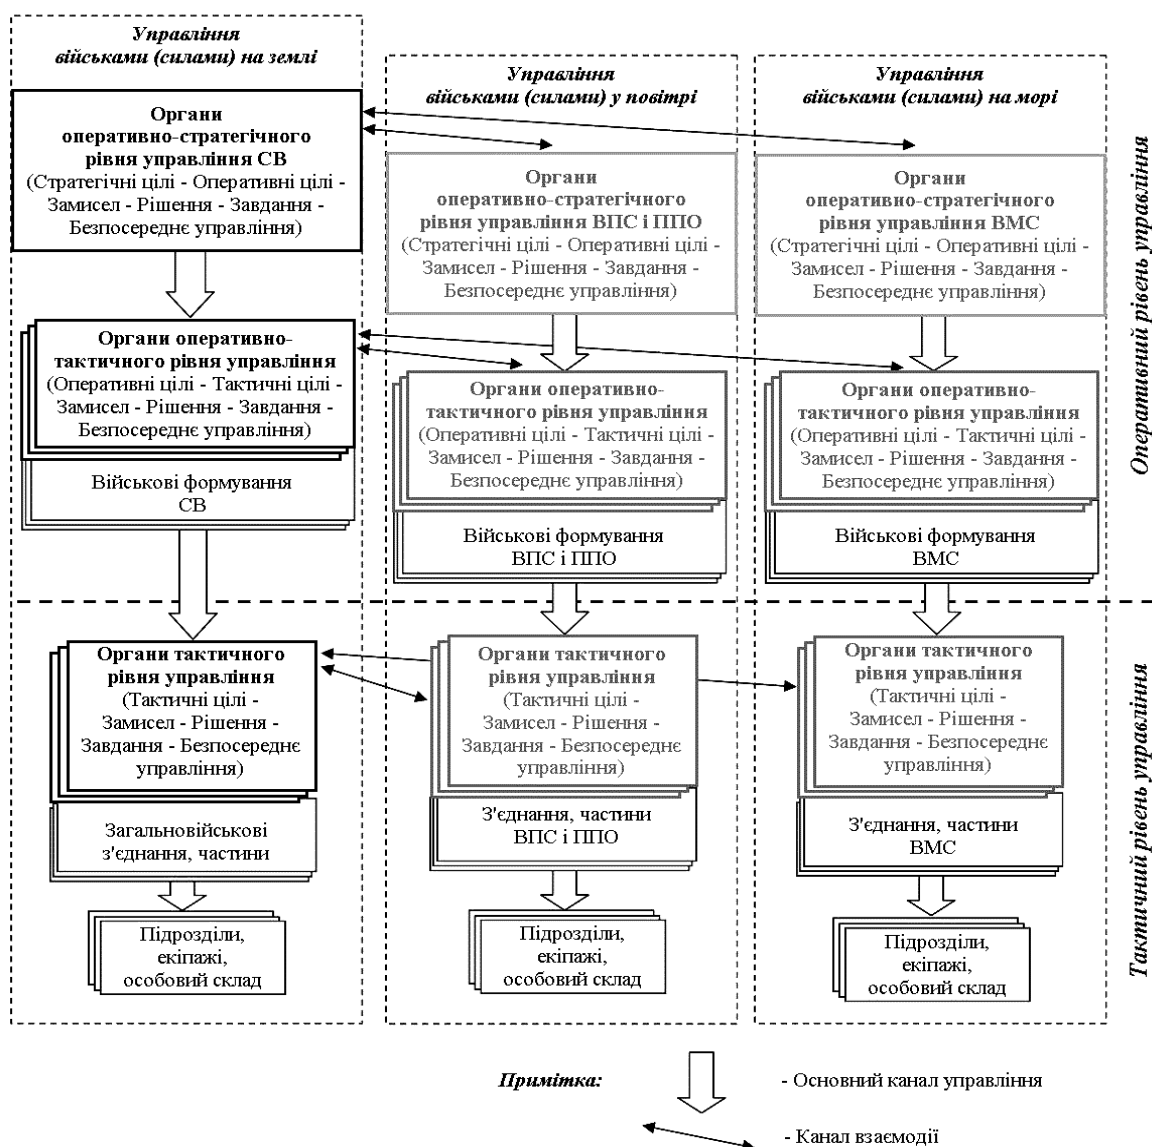 Управління
військами (силами) на землі
Органи
оперативно-стратегічного
рівня управління СВ
(Стратегічні цілі - Оперативні цілі -
Замисел - Рішення - Завдання -
Безпосереднє управління)
Органи оперативно-
тактичного рівня управління
(Оперативні цілі - Тактичні цілі -
Замисел - Рішення - Завдання -
Безпосереднє управління)
Військові формування
СВ
Органи тактичного
рівня управління
(Тактичні цілі -
Замисел - Рішення -
Завдання - Безпосереднє
управління)
Загальновійськові
з'єднання, частини
Підрозділи,
екіпажі,
особовий склад
Управління
військами (силами) у повітрі
Органи
оперативно-стратегічного
рівня управління ВПС і ППО
(Стратегічні цілі - Оперативні цілі -
Замисел - Рішення - Завдання -
Безпосереднє управління)
Органи оперативно-
тактичного рівня управління
(Оперативні цілі - Тактичні цілі -
Замисел - Рішення - Завдання -
Безпосереднє управління)
Військові формування
ВПС і ППО
Органи тактичного
рівня управління
(Тактичні цілі -
Замисел - Рішення -
Завдання - Безпосереднє
управління)
З'єднання, частини
ВПС і ППО
Підрозділи,
екіпажі,
особовий склад
Управління
військами (силами) на морі
Органи
оперативно-стратегічного
рівня управління ВМС
(Стратегічні цілі - Оперативні цілі -
Замисел - Рішення - Завдання -
Безпосереднє управління)
Органи оперативно-
тактичного рівня управління
(Оперативні цілі - Тактичні цілі -
Замисел - Рішення - Завдання -
Безпосереднє управління)
Військові формування
ВМС
Органи тактичного
рівня управління
(Тактичні цілі -
Замисел - Рішення -
Завдання - Безпосереднє
управління)
З'єднання, частини
ВМС
Підрозділи,
екіпажі,
особовий склад
Оперативний рівень управління
Тактичний рівень управління
Примітка:
- Основний канал управління
- Канал взаємодії